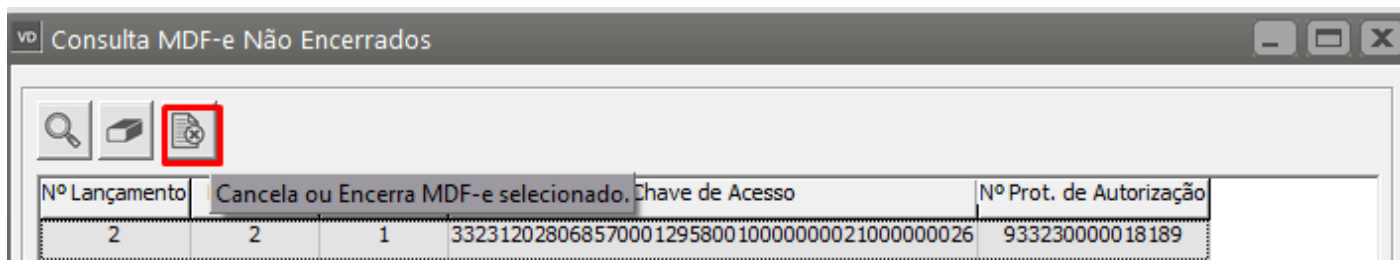 VD Consulta MDF-e Não Encerrados
Nº Lançamento Cancela ou Encerra MDF-e selecionado. Chave de Acesso Nº Prot. de Autorização
2 2 1 33231202806857000129580010000000021000000026 933230000018189